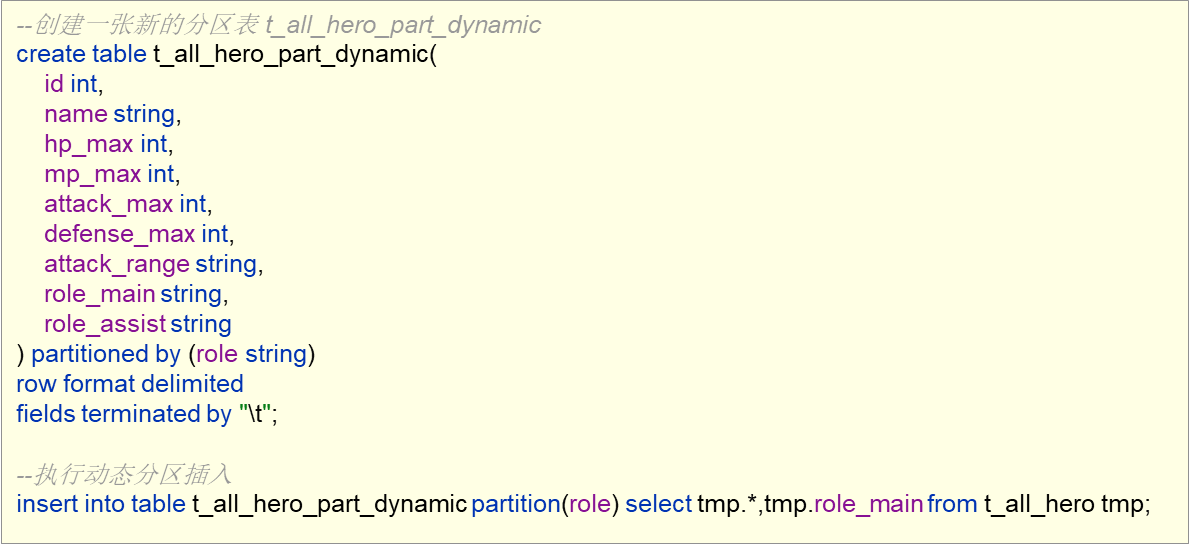 --创建一张新的分区表 t_all_hero_part_dynamic
create table t_all_hero_part_dynamic(
id int,
name string,
hp_max int,
mp_max int,
attack_max int,
defense_max int,
attack_range string,
role_main string,
role_assist string
) partitioned by (role string)
row format delimited
fields terminated by "\t";
--执行动态分区插入
insert into table t_all_hero_part_dynamic partition(role) select tmp.*,tmp.role_main from t_all_hero tmp;